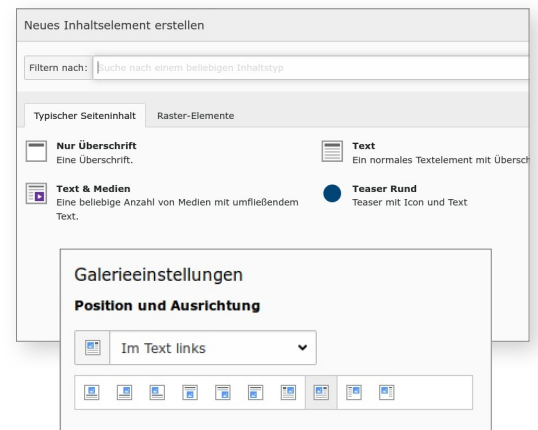 Neues Inhaltselement erstellen
Filtern nach: Suche nach einem beliebigen Inhaltstyp
Typischer Seiteninhalt Raster-Elemente
Nur Überschrift
Eine Überschrift.
Text
Ein normales Textelement mit Übersch
Text & Medien
Eine beliebige Anzahl von Medien mit umfließendem
Text.
Teaser Rund
Teaser mit Icon und Text
Galerieeinstellungen
Position und Ausrichtung
Im Text links